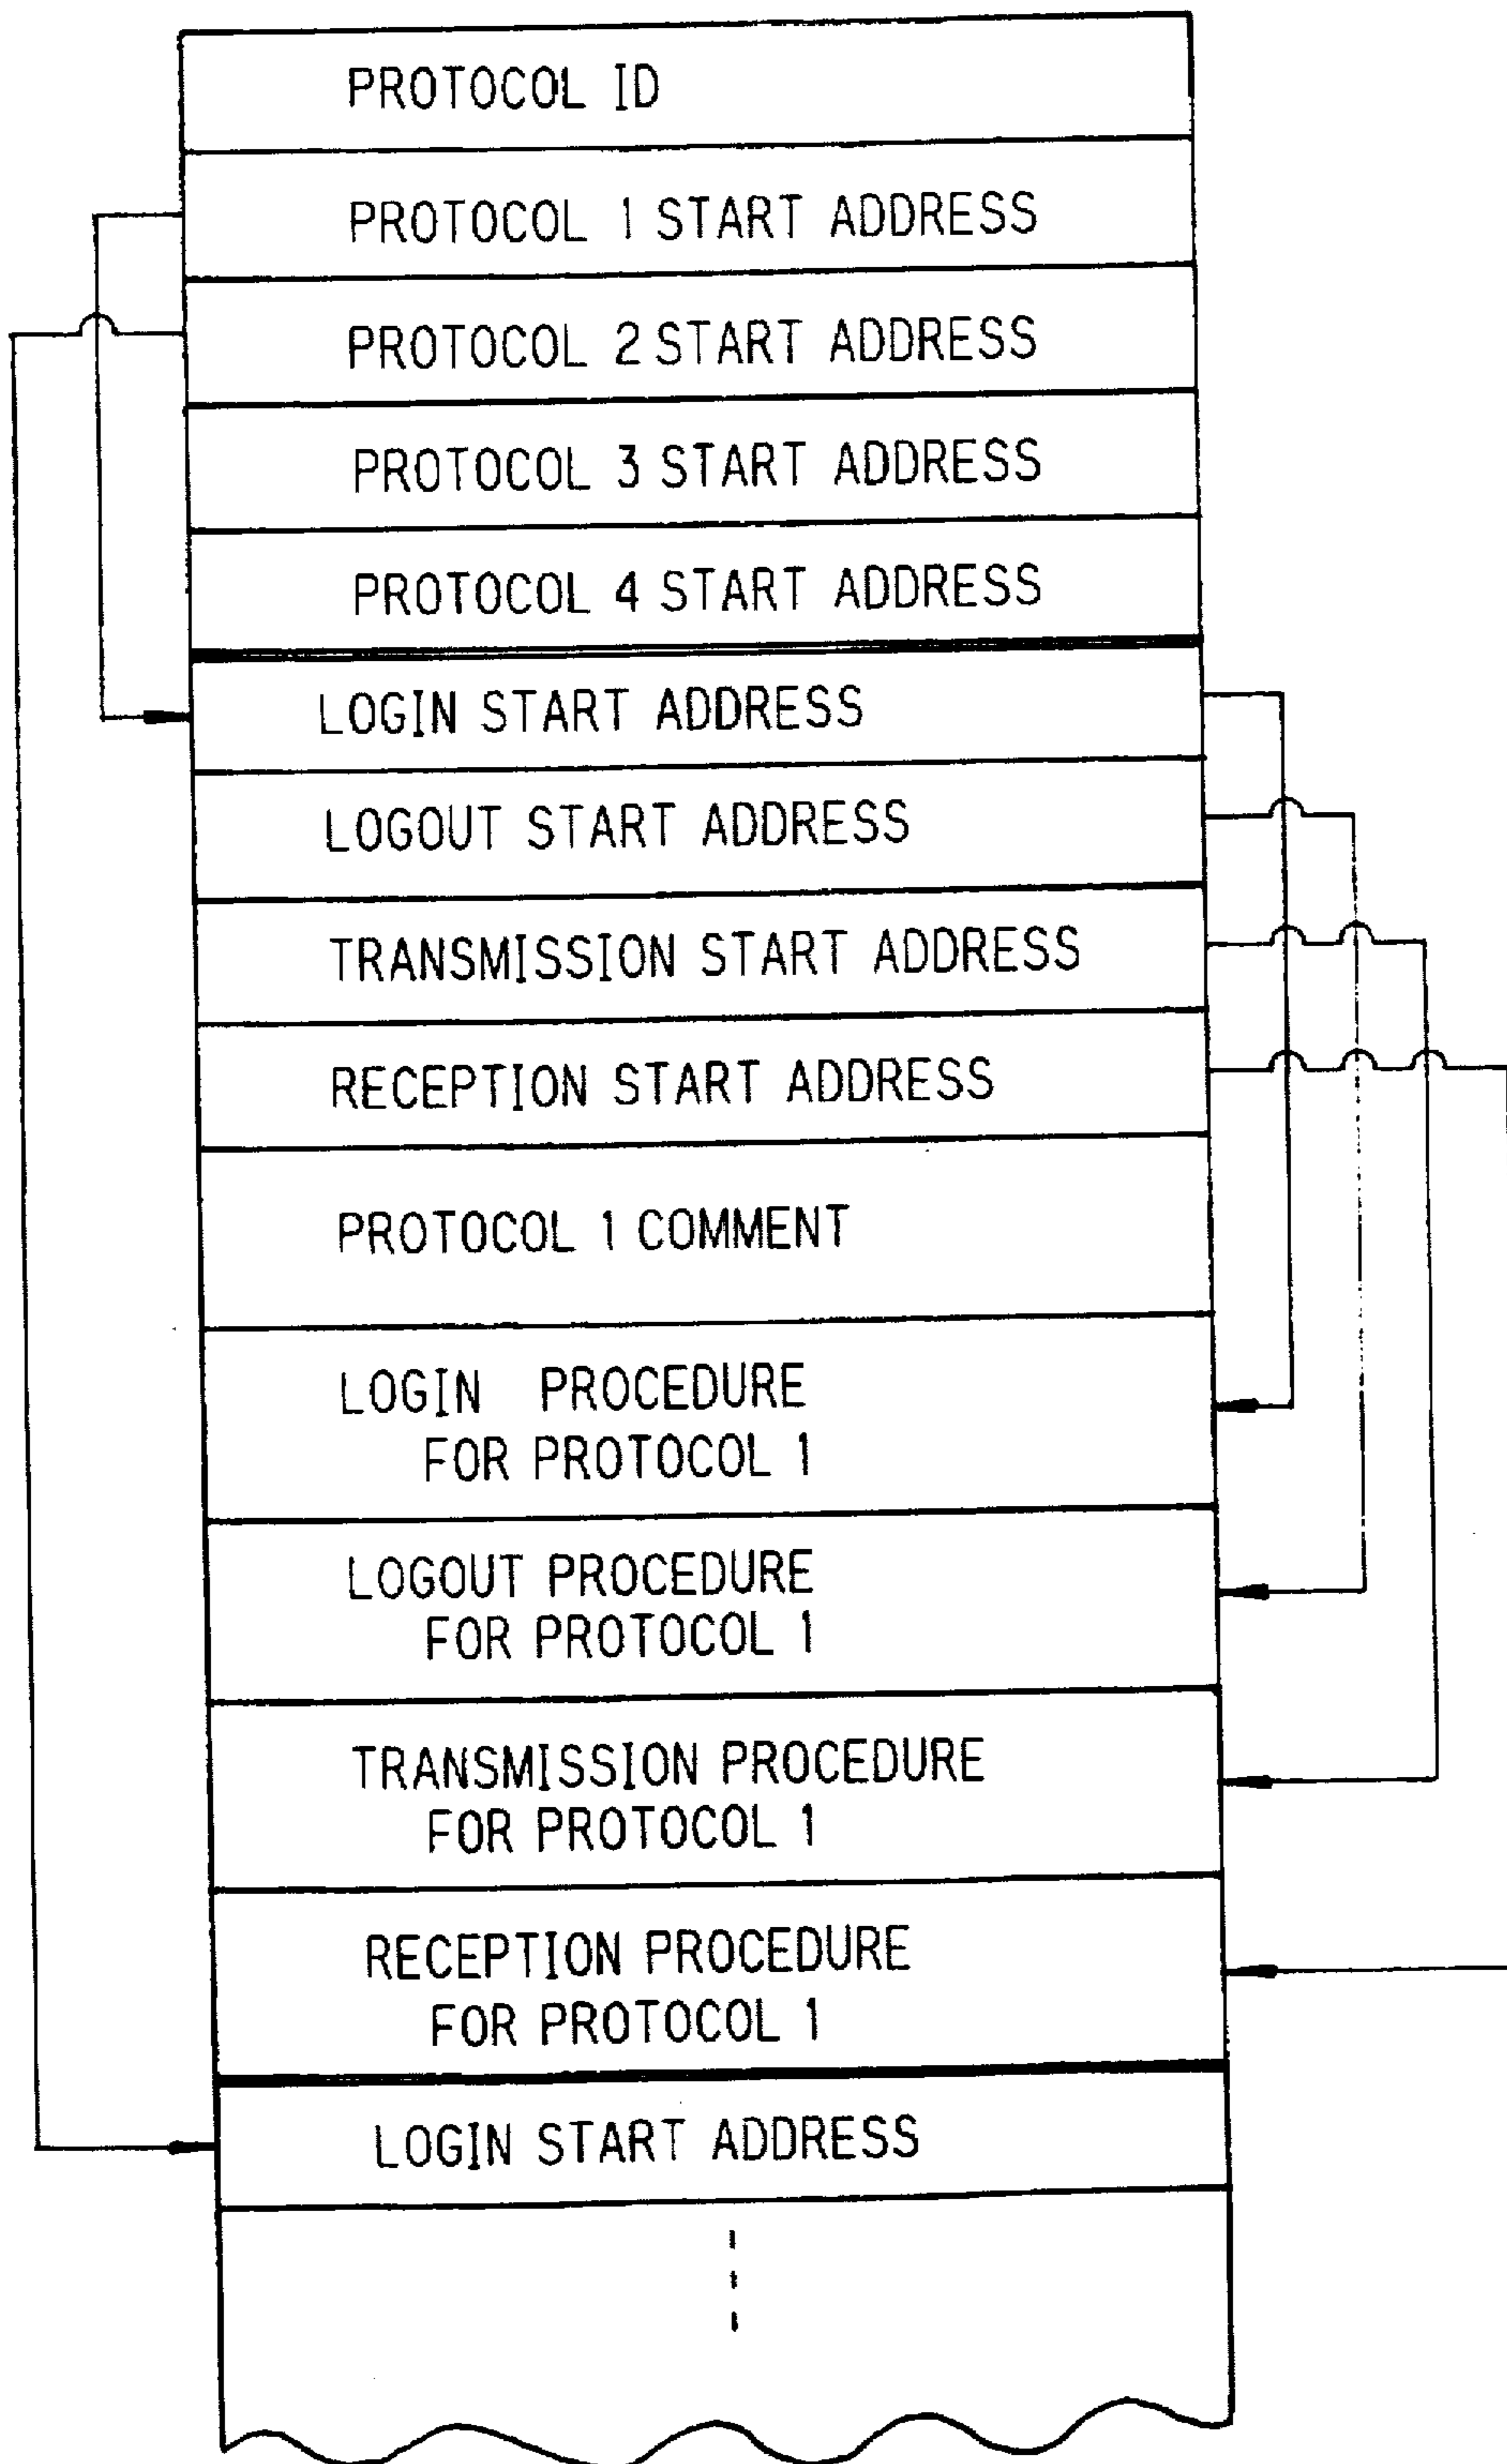 PROTOCOL ID
PROTOCOL 1 START ADDRESS
PROTOCOL 2 START ADDRESS
PROTOCOL 3 START ADDRESS
PROTOCOL 4 START ADDRESS
LOGIN START ADDRESS
LOGOUT START ADDRESS
TRANSMISSION START ADDRESS
RECEPTION START ADDRESS
PROTOCOL 1 COMMENT
LOGIN PROCEDURE
FOR PROTOCOL 1
LOGOUT PROCEDURE
FOR PROTOCOL 1
TRANSMISSION PROCEDURE
FOR PROTOCOL 1
RECEPTION PROCEDURE
FOR PROTOCOL 1
LOGIN START ADDRESS